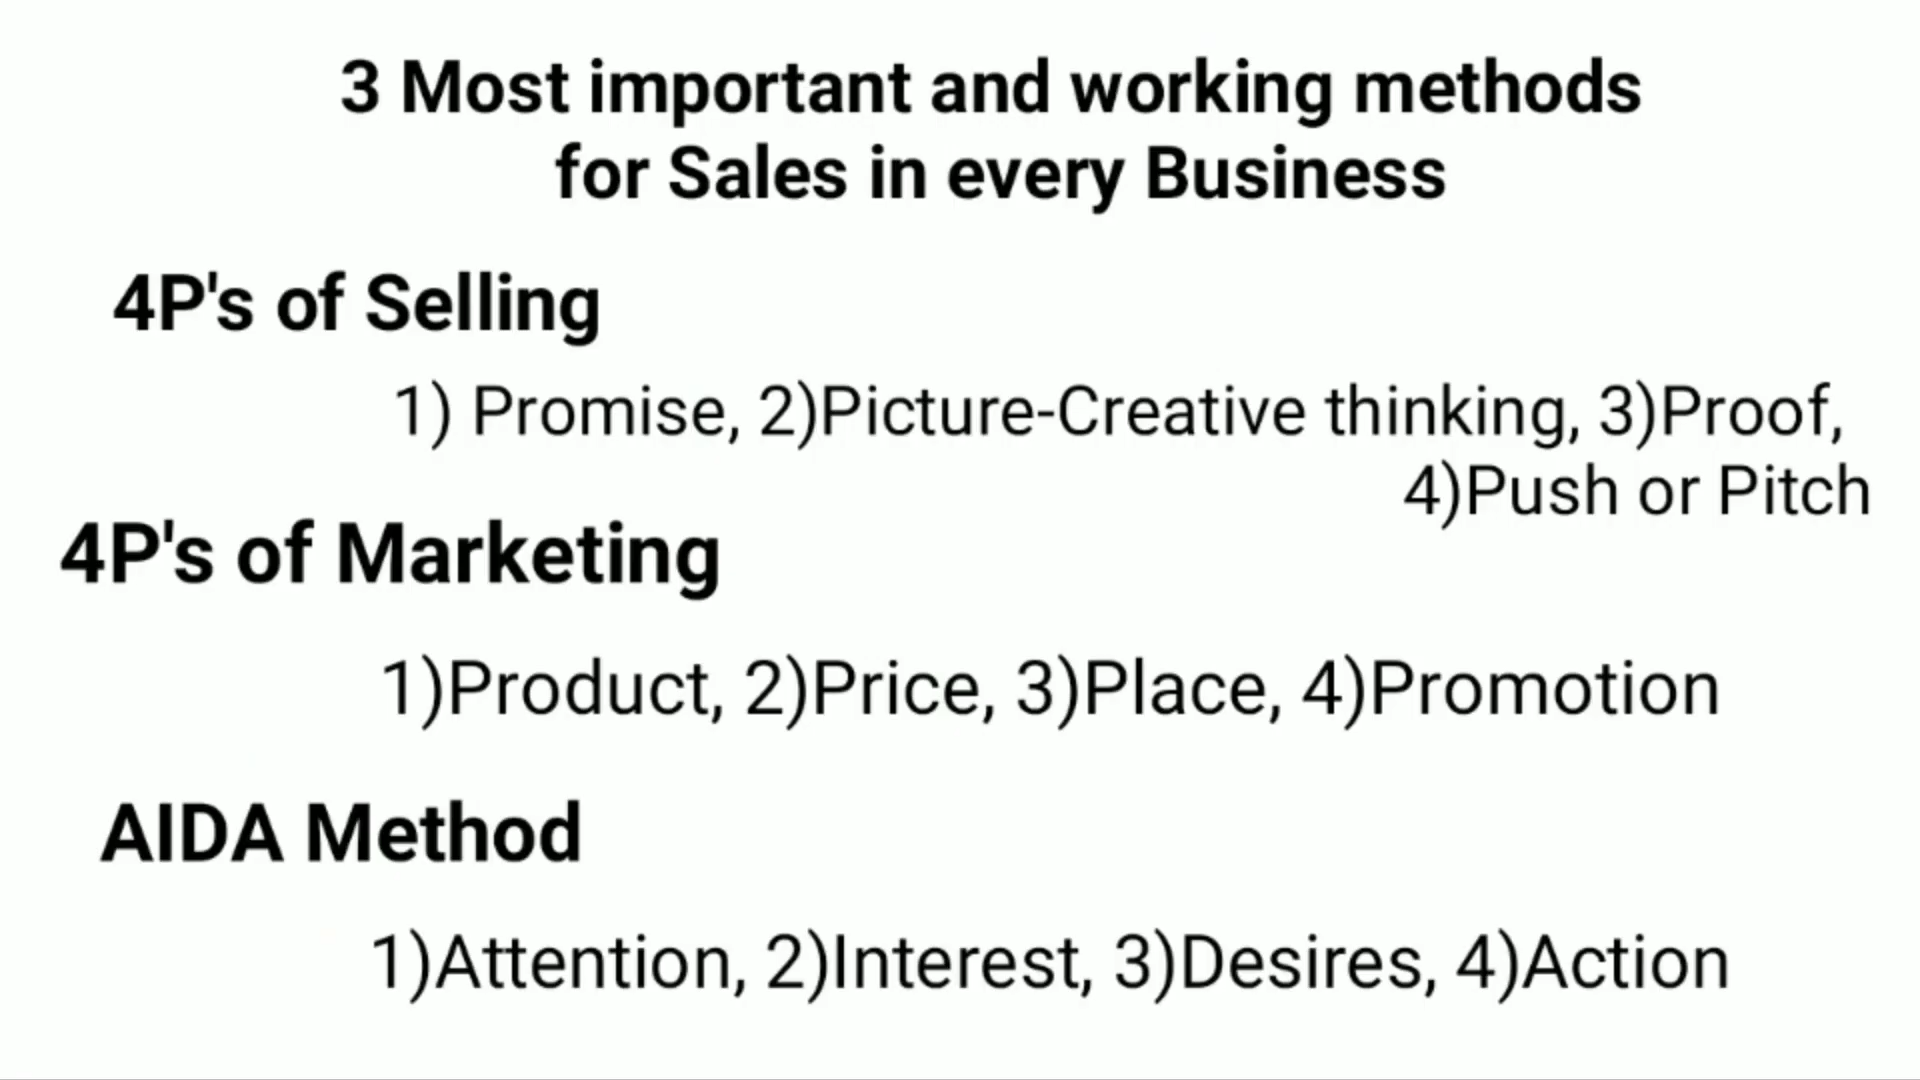 3 Most important and working methods
for Sales in every Business
4P's of Selling
1) Promise, 2)Picture-Creative thinking, 3)Proof,
4)Push or Pitch
4P's of Marketing
1)Product, 2)Price, 3)Place, 4)Promotion
AIDA Method
1)Attention, 2)Interest, 3)Desires, 4)Action